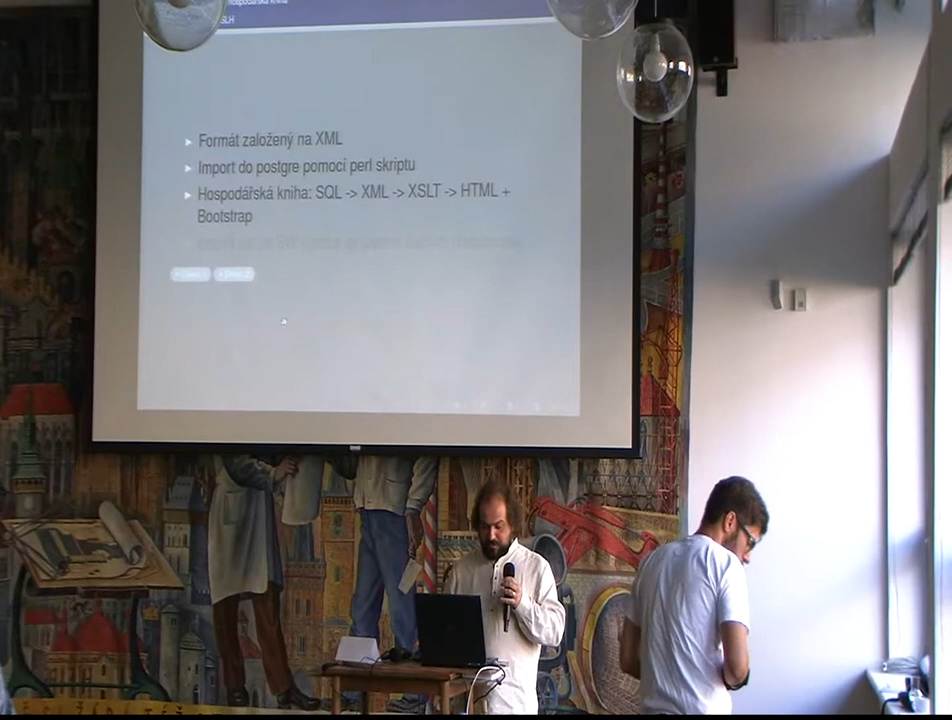 Hospodářská kniha
SLH
Formát založený na XML
Import do postgre pomocí perl skriptu
Hospodářská kniha: SQL -> XML -> XSLT -> HTML +
Bootstrap